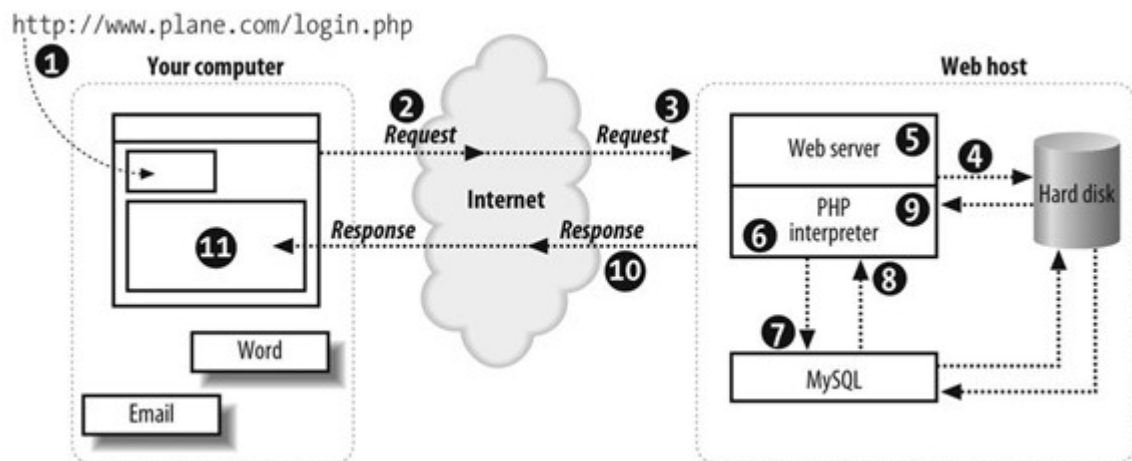 http://www.plane.com/login.php
1
Your computer
Web host
2
Request
3
Request
Web server
5
4
Hard disk
Internet
PHP
interpreter
9
6
Response
Response
10
11
8
7
MySQL
Word
Email